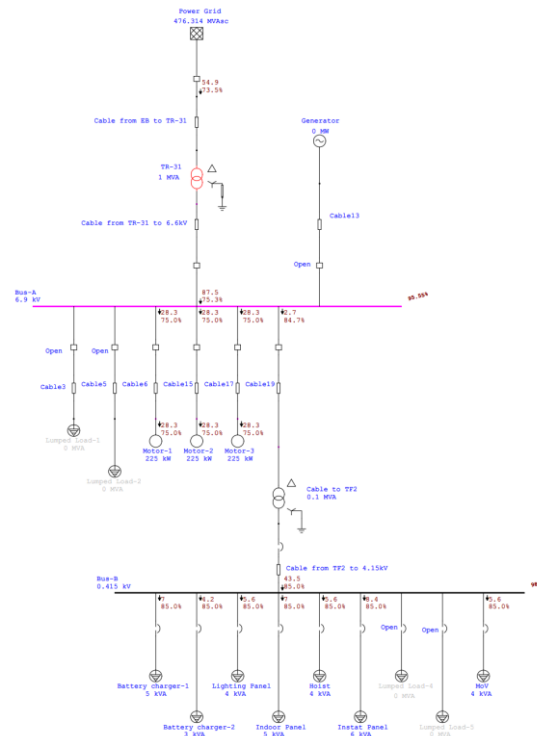 Power Grid
476.314 MVAsc
54.9
73.5%
Cable from EB to TR-31
Generator
0 MW
TR-31
1 MVA
Cable from TR-31 to 6.6kV
Cable13
Open
Bus-A
6.9 kV
87.5
75.3%
28.3
75.0%
28.3
75.0%
28.3
75.0%
2.7
84.7%
Open
Open
Cable3
Cable5
Cable6
Cable15
Cable17
Cable19
28.3
75.0%
28.3
75.0%
28.3
75.0%
Lumped Load-1
0 MVA
Motor-1
225 kW
Motor-2
225 kW
Motor-3
225 kW
Lumped Load-2
0 MVA
Cable to TF2
0.1 MVA
Cable from TF2 to 4.15kV
Bus-B
0.415 kV
43.5
85.0%
7
85.0%
4.2
85.0%
5.6
85.0%
7
85.0%
5.6
85.0%
8.4
85.0%
5.6
85.0%
Open
Open
Battery charger-1
5 kVA
Lighting Panel
4 kVA
Hoist
4 kVA
Lumped Load-4
0 MVA
MoV
4 kVA
Battery charger-2
3 kVA
Indoor Panel
5 kVA
Instat Panel
6 kVA
Lumped Load-5
0 MVA